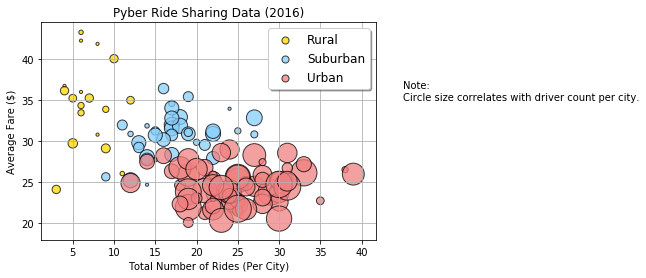 Pyber Ride Sharing Data (2016)
Rural
Suburban
Urban
Note:
Circle size correlates with driver count per city.
Average Fare ($)
40
35
30
25
20
5
10
15
20
25
30
35
40
Total Number of Rides (Per City)